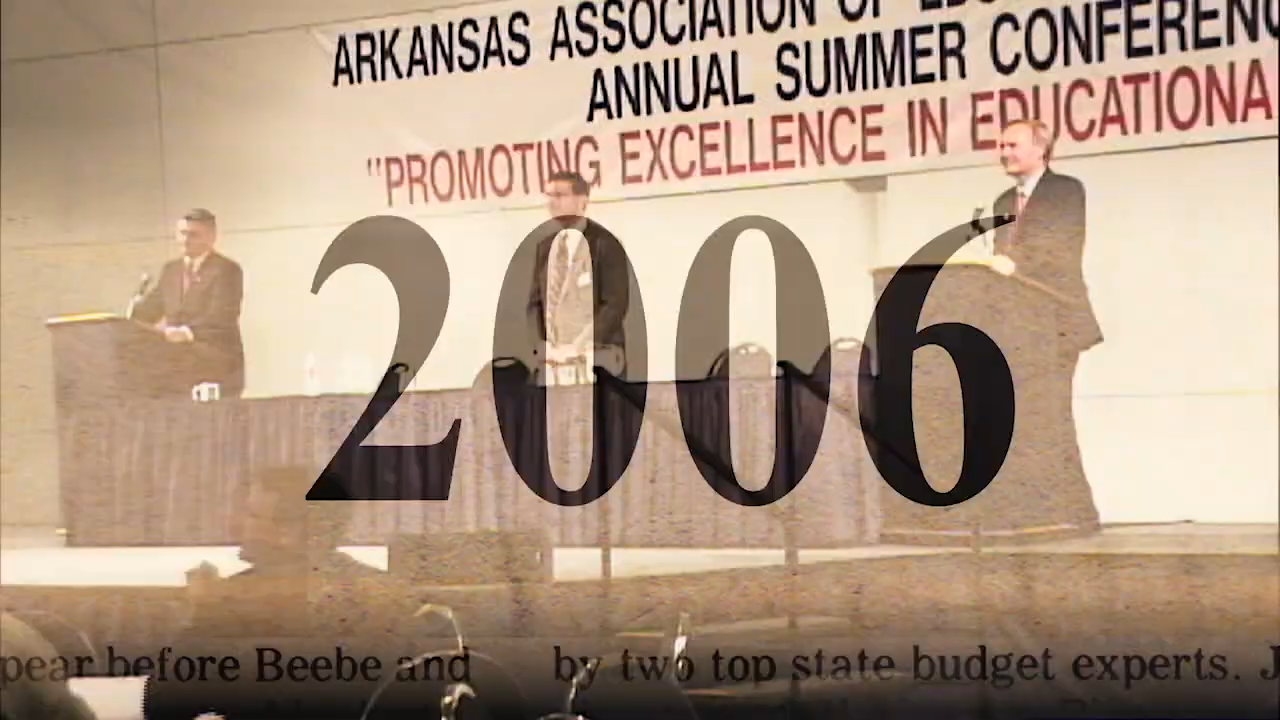 ARKANSAS ASSOCIATION OF
ANNUAL SUMMER CONFERENC
"PROMOTING EXCELLENCE IN EDUCATIONA
2006
pear before Beebe and by two top state budget experts. J